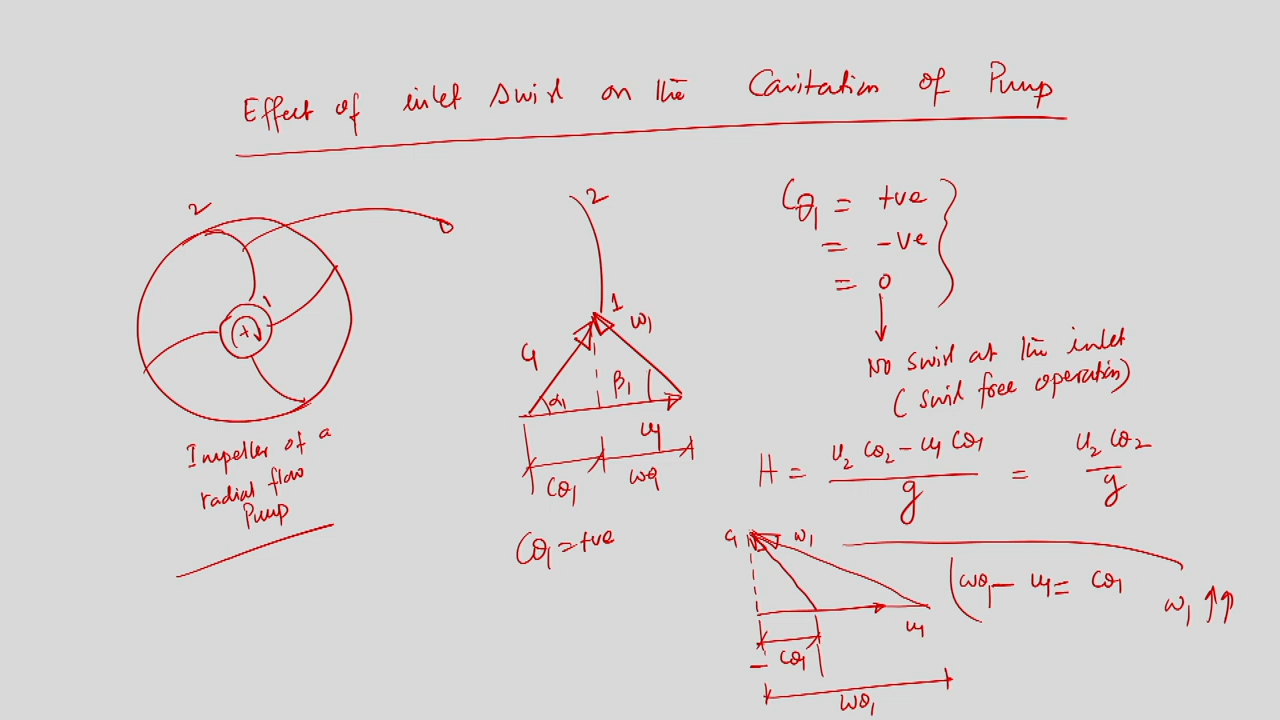 Effect of inlet swirl on the Cavitation of Pump
2
1
Impeller of a
radial flow
Pump
2
1
C₁
w₁
α₁
β₁
u₁
Cθ₁
wθ₁
Cθ₁ = +ve
Cθ₁ = +ve
= -ve
= 0
No swirl at the inlet
( swirl free operation)
H = u₂ Cθ₂ - u₁ Cθ₁ / g = u₂ Cθ₂ / g
C₁
w₁
u₁
- Cθ₁
wθ₁
(wθ₁ - u₁ = Cθ₁
w₁ ↑↑